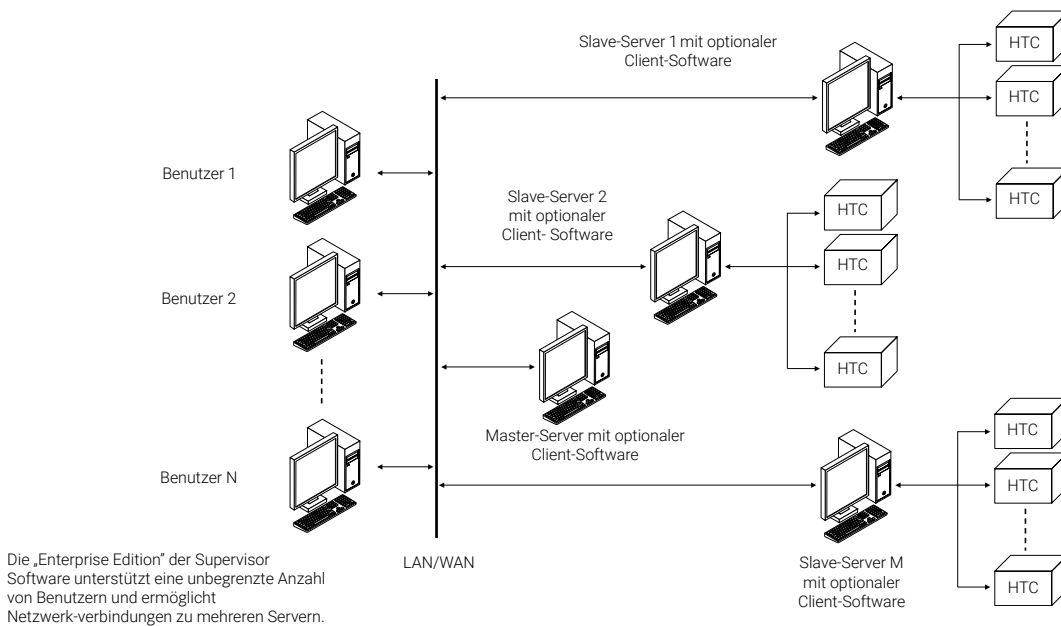 Slave-Server 1 mit optionaler
Client-Software
HTC
HTC
HTC
Benutzer 1
Slave-Server 2
mit optionaler
Client- Software
HTC
HTC
HTC
Benutzer 2
Master-Server mit optionaler
Client-Software
Benutzer N
HTC
HTC
HTC
LAN/WAN
Slave-Server M
mit optionaler
Client-Software
Die „Enterprise Edition” der Supervisor
Software unterstützt eine unbegrenzte Anzahl
von Benutzern und ermöglicht
Netzwerk-verbindungen zu mehreren Servern.